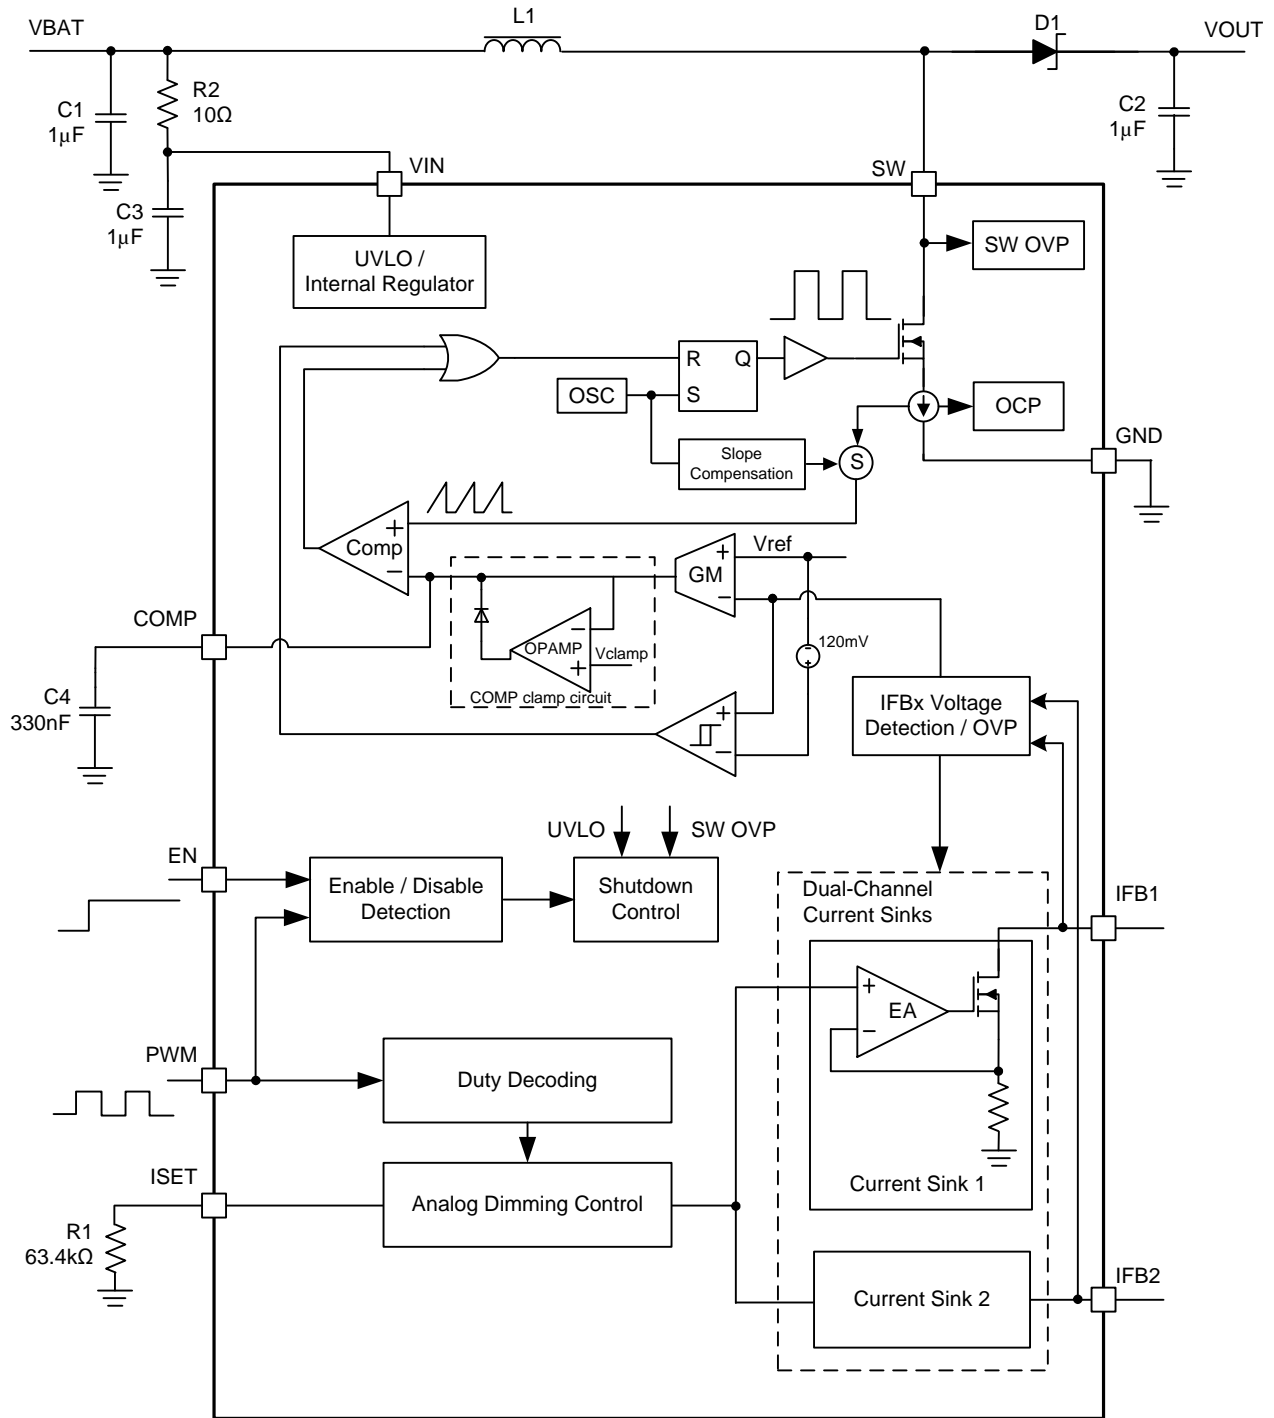 L1
D1
VBAT
VOUT
R2
10Ω
C1
1μF
C2
1μF
VIN
SW
C3
1μF
UVLO /
Internal Regulator
SW OVP
R
Q
S
OSC
OCP
GND
Slope
Compensation
S
+
Comp
−
Vref
+
GM
−
COMP
120mV
+
−
−
OPAMP
Vclamp
+
COMP clamp circuit
C4
330nF
+
−
IFBx Voltage
Detection / OVP
UVLO
SW OVP
EN
Enable / Disable
Detection
Shutdown
Control
Dual-Channel
Current Sinks
IFB1
+
EA
−
PWM
Duty Decoding
ISET
Analog Dimming Control
Current Sink 1
R1
63.4kΩ
IFB2
Current Sink 2